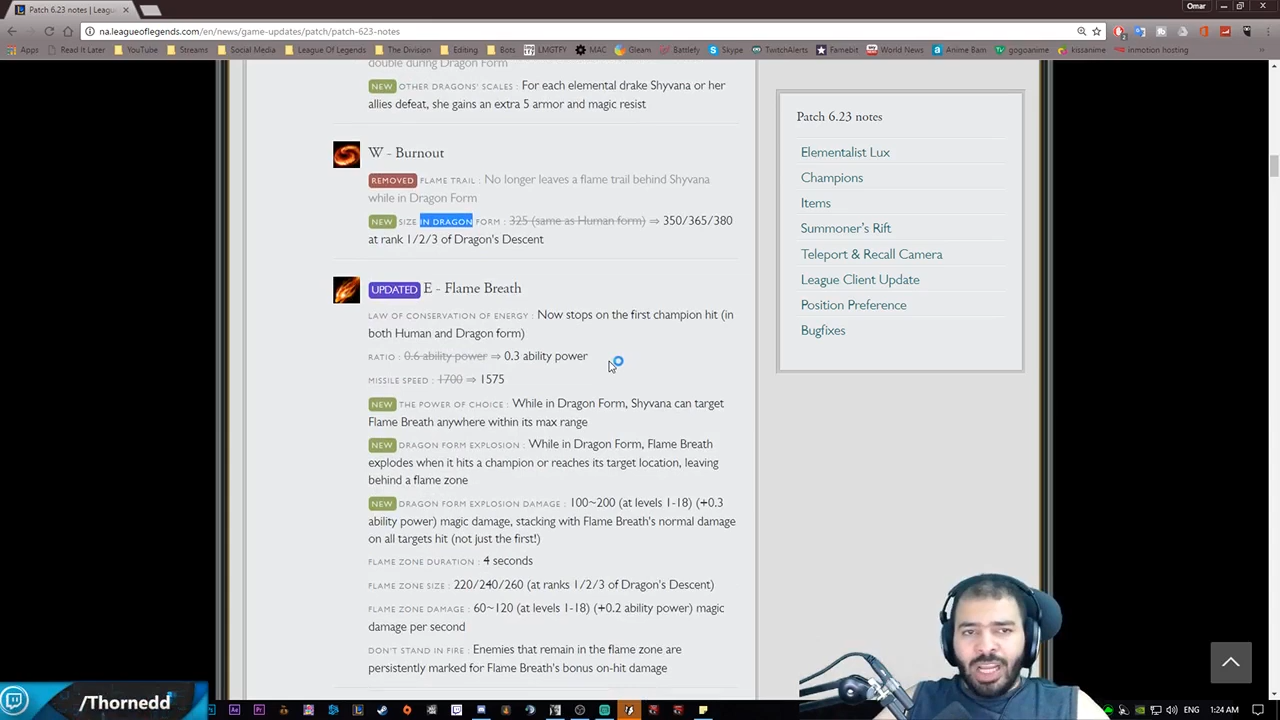 Patch 6.23 notes | Leagu
Omar
na.leagueoflegends.com/en/news/game-updates/patch/patch-623-notes
Apps Read it Later YouTube Streams Social Media League Of Legends The Division Editing Bots LMGTFY MAC Gleam Battlefy Skype TwitchAlerts Famebit World News Anime Bam gogoanime kissanime inmotion hosting
double during Dragon Form
NEW OTHER DRAGONS' SCALES : For each elemental drake Shyvana or her
allies defeat, she gains an extra 5 armor and magic resist
W - Burnout
REMOVED FLAME TRAIL : No longer leaves a flame trail behind Shyvana
while in Dragon Form
NEW SIZE IN DRAGON FORM : 325 (same as Human form) ⇒ 350/365/380
at rank 1/2/3 of Dragon's Descent
UPDATED E - Flame Breath
LAW OF CONSERVATION OF ENERGY : Now stops on the first champion hit (in
both Human and Dragon form)
RATIO : 0.6 ability power ⇒ 0.3 ability power
MISSILE SPEED : 1700 ⇒ 1575
NEW THE POWER OF CHOICE : While in Dragon Form, Shyvana can target
Flame Breath anywhere within its max range
NEW DRAGON FORM EXPLOSION : While in Dragon Form, Flame Breath
explodes when it hits a champion or reaches its target location, leaving
behind a flame zone
NEW DRAGON FORM EXPLOSION DAMAGE : 100~200 (at levels 1-18) (+0.3
ability power) magic damage, stacking with Flame Breath's normal damage
on all targets hit (not just the first!)
FLAME ZONE DURATION : 4 seconds
FLAME ZONE SIZE : 220/240/260 (at ranks 1/2/3 of Dragon's Descent)
FLAME ZONE DAMAGE : 60~120 (at levels 1-18) (+0.2 ability power) magic
damage per second
DON'T STAND IN FIRE : Enemies that remain in the flame zone are
persistently marked for Flame Breath's bonus on-hit damage
Patch 6.23 notes
Elementalist Lux
Champions
Items
Summoner's Rift
Teleport & Recall Camera
League Client Update
Position Preference
Bugfixes
/Thornedd
ENG 1:24 AM